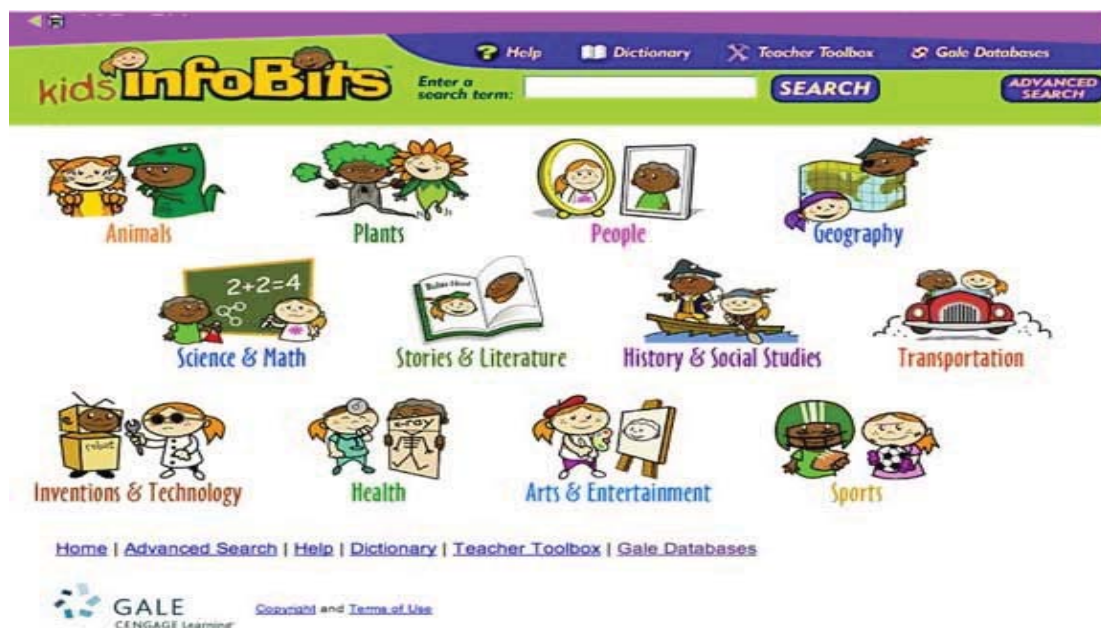 Help Dictionary Teacher Toolbox Gale Databases
kids InfoBits™
Enter a search term: SEARCH ADVANCED SEARCH
Animals Plants People Geography
2+2=4
Science & Math Stories & Literature History & Social Studies Transportation
robot x-ray
Inventions & Technology Health Arts & Entertainment Sports
Home | Advanced Search | Help | Dictionary | Teacher Toolbox | Gale Databases
GALE Copyright and Terms of Use
CENGAGE Learning